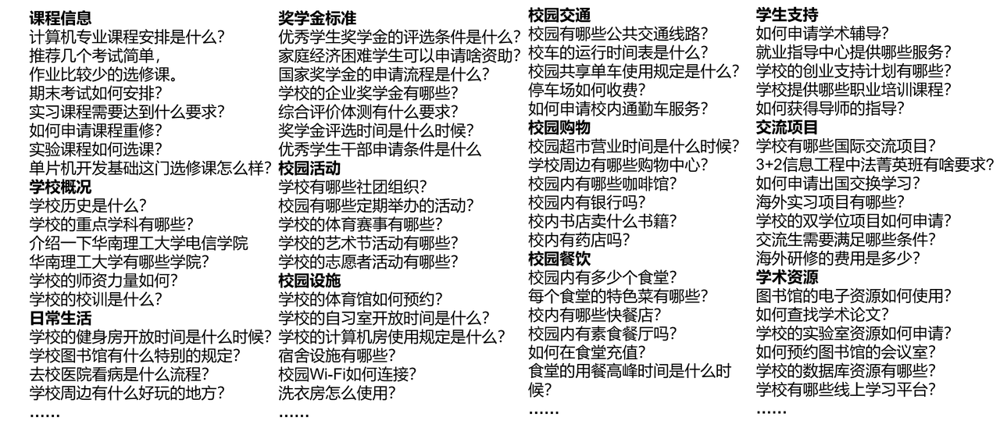 课程信息
计算机专业课程安排是什么?
推荐几个考试简单，
作业比较少的选修课。
期末考试如何安排?
实习课程需要达到什么要求?
如何申请课程重修?
实验课程如何选课?
单片机开发基础这门选修课怎么样?
学校概况
学校历史是什么?
学校的重点学科有哪些?
介绍一下华南理工大学电信学院
华南理工大学有哪些学院?
学校的师资力量如何?
学校的校训是什么?
日常生活
学校的健身房开放时间是什么时候?
学校图书馆有什么特别的规定?
去校医院看病是什么流程?
学校周边有什么好玩的地方?
......
奖学金标准
优秀学生奖学金的评选条件是什么?
家庭经济困难学生可以申请啥资助?
国家奖学金的申请流程是什么?
学校的企业奖学金有哪些?
综合评价体测有什么要求?
奖学金评选时间是什么时候?
优秀学生干部申请条件是什么
校园活动
学校有哪些社团组织?
校园有哪些定期举办的活动?
学校的体育赛事有哪些?
学校的艺术节活动有哪些?
学校的志愿者活动有哪些?
校园设施
学校的体育馆如何预约?
学校的自习室开放时间是什么?
学校的计算机房使用规定是什么?
宿舍设施有哪些?
校园Wi-Fi如何连接?
洗衣房怎么使用?
......
校园交通
校园有哪些公共交通线路?
校车的运行时间表是什么?
校园共享单车使用规定是什么?
停车场如何收费?
如何申请校内通勤车服务?
校园购物
校园超市营业时间是什么时候?
学校周边有哪些购物中心?
校园内有哪些咖啡馆?
校园内有银行吗?
校内书店卖什么书籍?
校内有药店吗?
校园餐饮
校园内有多少个食堂?
每个食堂的特色菜有哪些?
校内有哪些快餐店?
校园内有素食餐厅吗?
如何在食堂充值?
食堂的用餐高峰时间是什么时
候?
......
学生支持
如何申请学术辅导?
就业指导中心提供哪些服务?
学校的创业支持计划有哪些?
学校提供哪些职业培训课程?
如何获得导师的指导?
交流项目
学校有哪些国际交流项目?
3+2信息工程中法菁英班有啥要求?
如何申请出国交换学习?
海外实习项目有哪些?
学校的双学位项目如何申请?
交流生需要满足哪些条件?
海外研修的费用是多少?
学术资源
图书馆的电子资源如何使用?
如何查找学术论文?
学校的实验室资源如何申请?
如何预约图书馆的会议室?
学校的数据库资源有哪些?
学校有哪些线上学习平台?
......